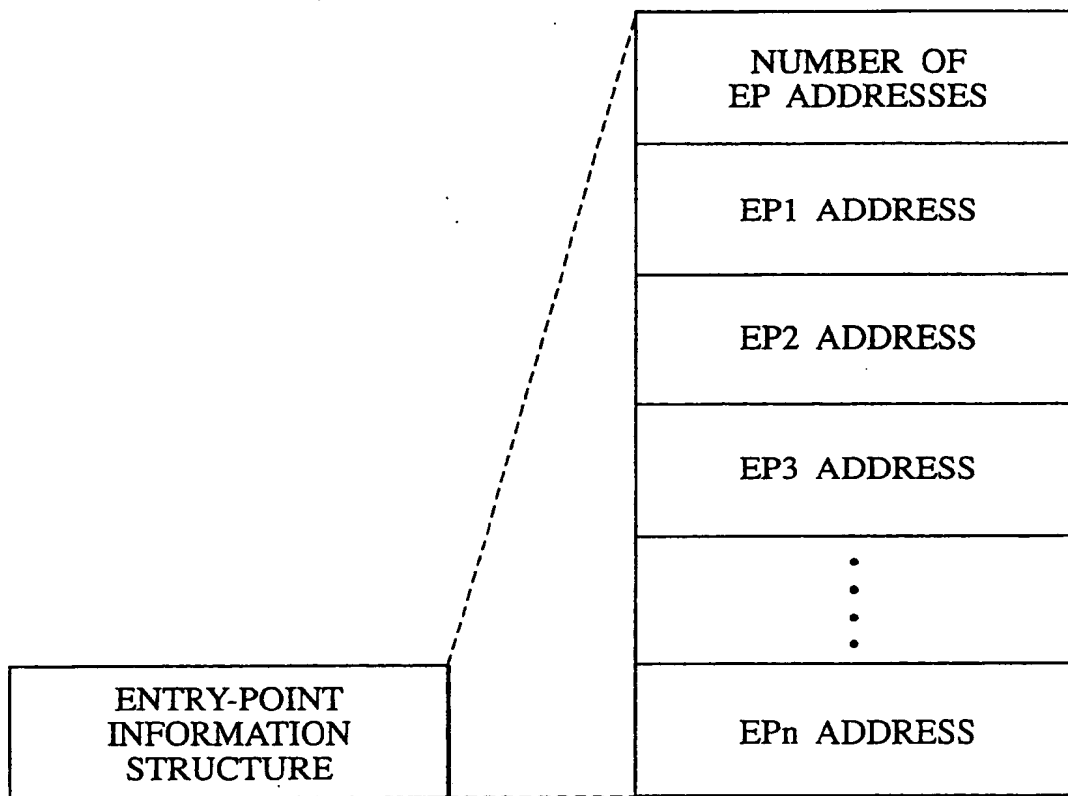 NUMBER OF
EP ADDRESSES
EP1 ADDRESS
EP2 ADDRESS
EP3 ADDRESS
EPn ADDRESS
ENTRY-POINT
INFORMATION
STRUCTURE